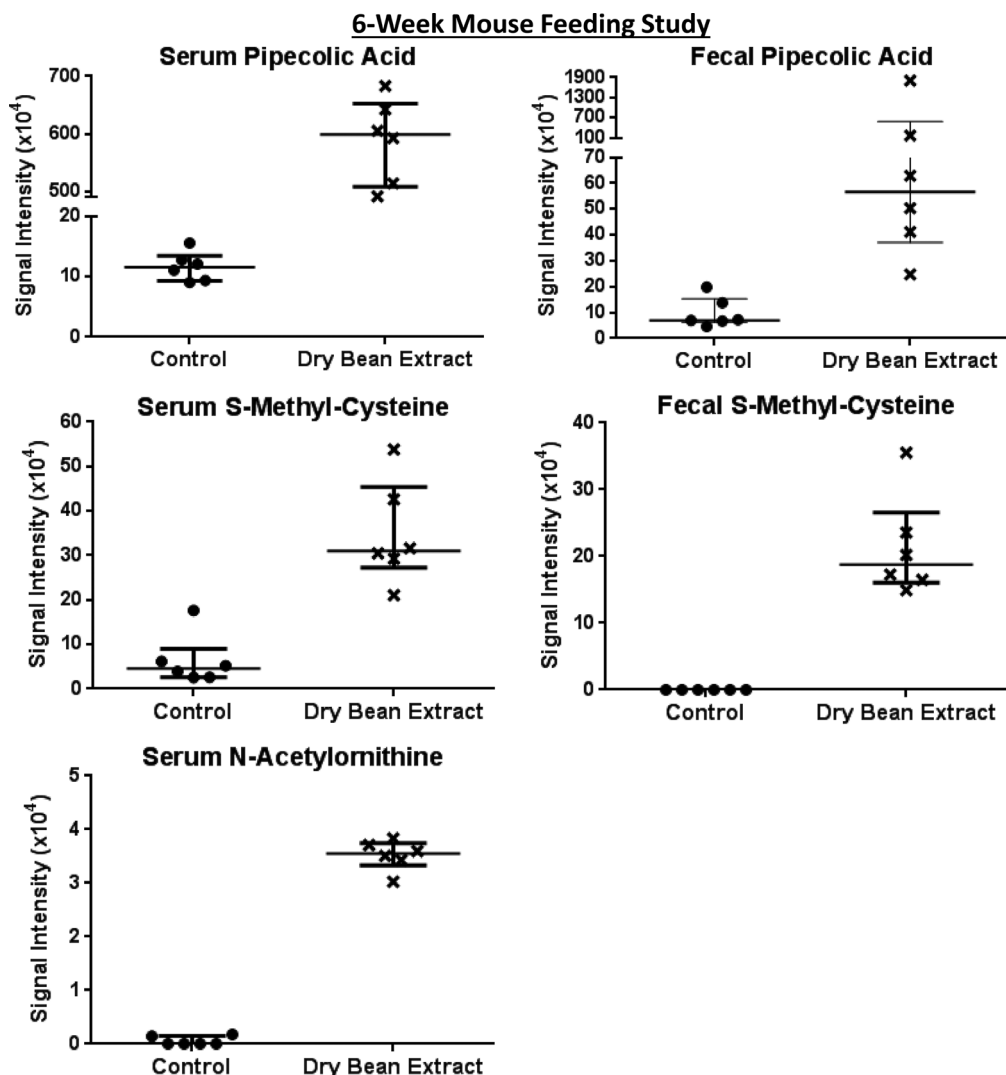 6-Week Mouse Feeding Study
Serum Pipecolic Acid
Signal Intensity (x10⁴)
700
600
500
20
10
0
Control
Dry Bean Extract
Fecal Pipecolic Acid
Signal Intensity (x10⁴)
1900
1300
700
100
70
60
50
40
30
20
10
0
Control
Dry Bean Extract
Serum S-Methyl-Cysteine
Signal Intensity (x10⁴)
60
50
40
30
20
10
0
Control
Dry Bean Extract
Fecal S-Methyl-Cysteine
Signal Intensity (x10⁴)
40
30
20
10
0
Control
Dry Bean Extract
Serum N-Acetylornithine
Signal Intensity (x10⁴)
5
4
3
2
1
0
Control
Dry Bean Extract